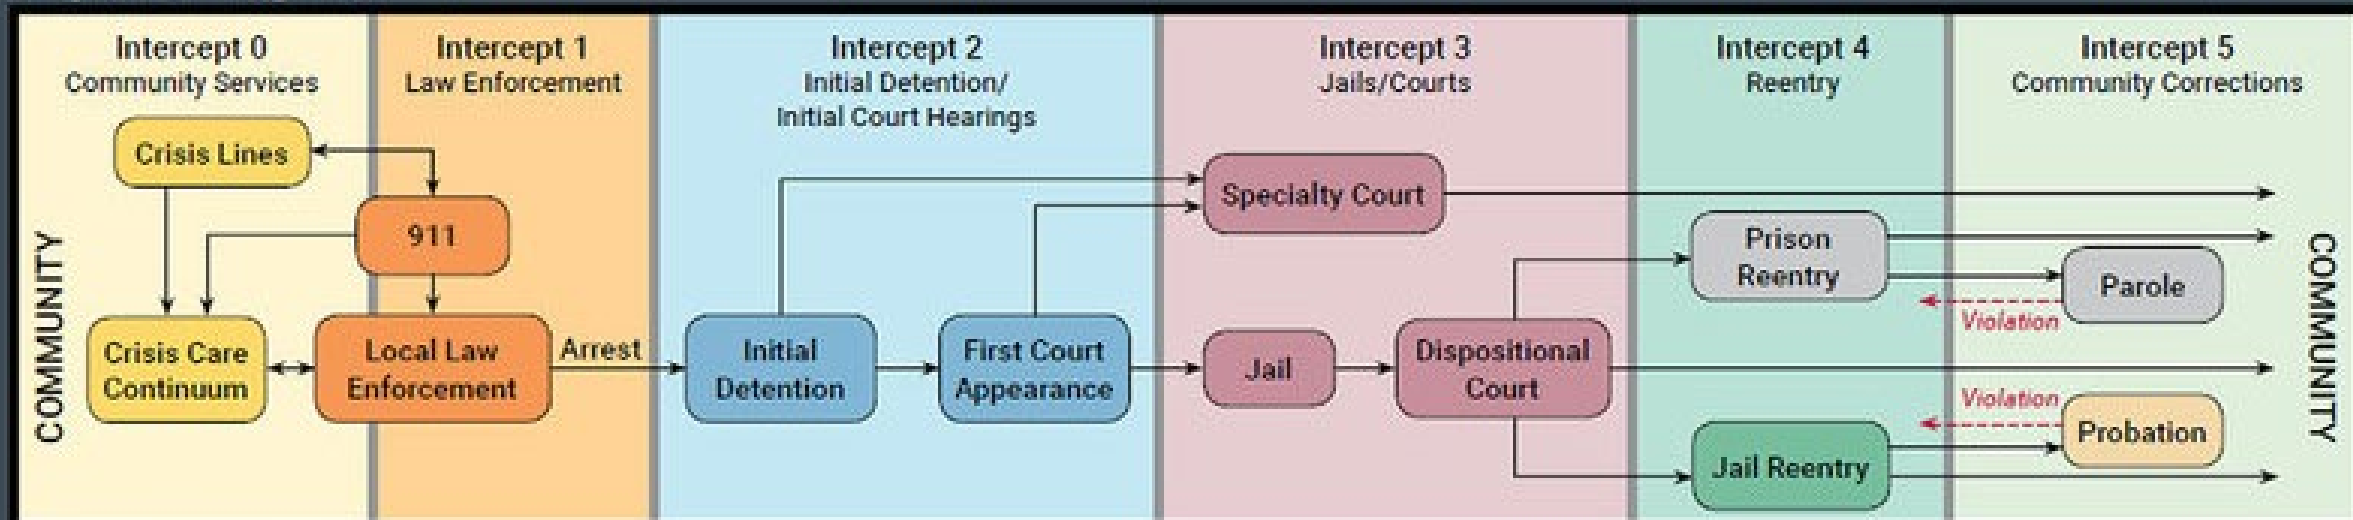 Intercept 0
Community Services
Intercept 1
Law Enforcement
Intercept 2
Initial Detention/
Initial Court Hearings
Intercept 3
Jails/Courts
Intercept 4
Reentry
Intercept 5
Community Corrections
COMMUNITY
Crisis Lines
911
Crisis Care
Continuum
Local Law
Enforcement
Arrest
Initial
Detention
First Court
Appearance
Specialty Court
Jail
Dispositional
Court
Prison
Reentry
Jail Reentry
Parole
Violation
Violation
Probation
COMMUNITY